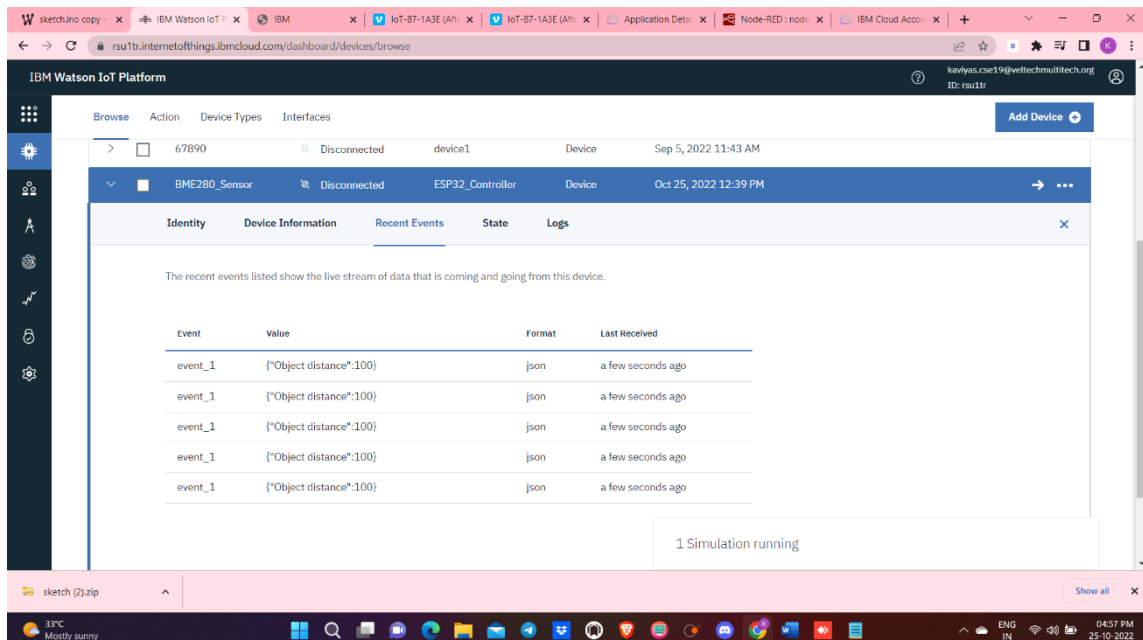 sketch.ino copy - 
IBM Watson IoT P
IBM
IoT-B7-1A3E (Aft
IoT-B7-1A3E (Aft
Application Detai
Node-RED : node
IBM Cloud Accou
rsu1tr.internetofthings.ibmcloud.com/dashboard/devices/browse
K
IBM Watson IoT Platform
kaviyas.cse19@veltechmultitech.org
ID: rsu1tr
Browse Action Device Types Interfaces
Add Device
67890 Disconnected device1 Device Sep 5, 2022 11:43 AM
BME280_Sensor Disconnected ESP32_Controller Device Oct 25, 2022 12:39 PM
Identity Device Information Recent Events State Logs
The recent events listed show the live stream of data that is coming and going from this device.
Event Value Format Last Received
event_1 {"Object distance":100} json a few seconds ago
event_1 {"Object distance":100} json a few seconds ago
event_1 {"Object distance":100} json a few seconds ago
event_1 {"Object distance":100} json a few seconds ago
event_1 {"Object distance":100} json a few seconds ago
1 Simulation running
sketch (2).zip
Show all
33°C
Mostly sunny
ENG
IN
04:57 PM
25-10-2022